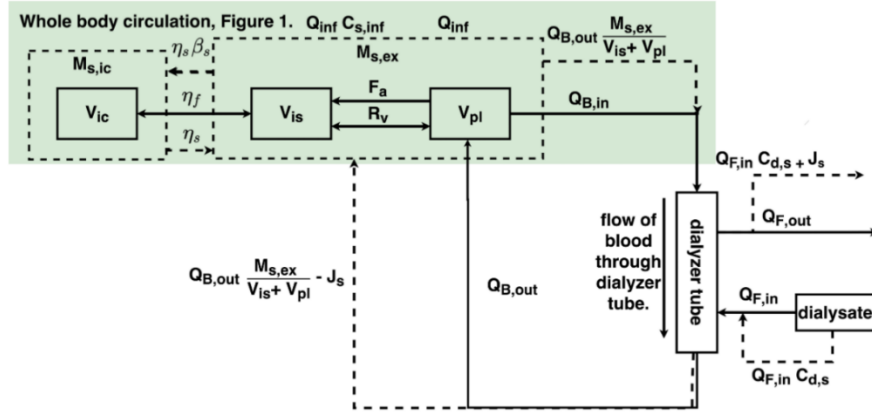 Whole body circulation, Figure 1.
Q_inf C_s,inf
Q_inf
Q_B,out M_s,ex / V_is+ V_pl
η_s β_s
M_s,ic
M_s,ex
V_ic
η_f
V_is
F_a
R_v
V_pl
Q_B,in
η_s
Q_F,in C_d,s + J_s
flow of
blood
through
dialyzer
tube.
dialyzer tube
Q_F,out
Q_B,out M_s,ex / V_is+ V_pl - J_s
Q_B,out
Q_F,in
dialysate
Q_F,in C_d,s